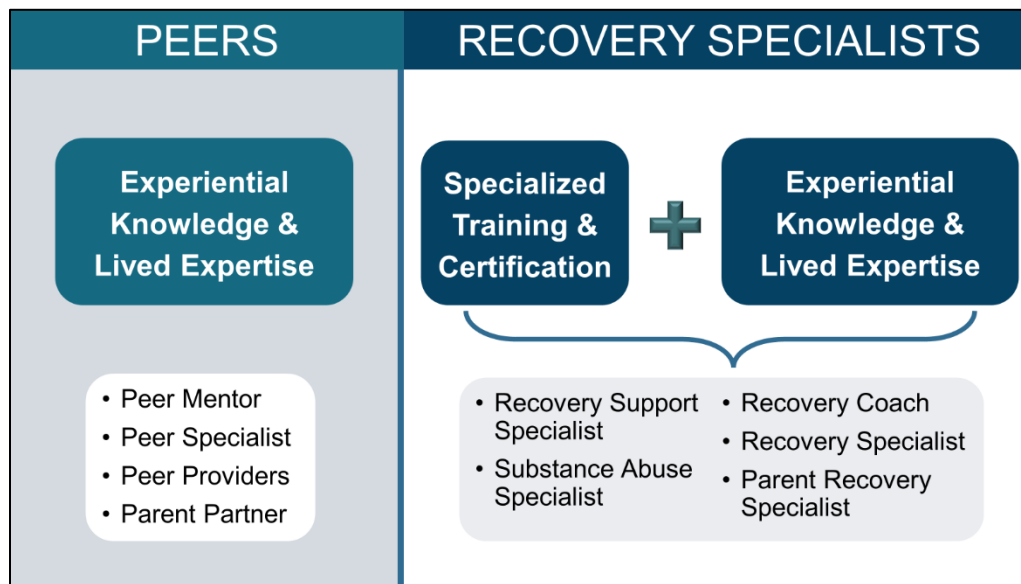 PEERS
Experiential
Knowledge &
Lived Expertise
• Peer Mentor
• Peer Specialist
• Peer Providers
• Parent Partner
RECOVERY SPECIALISTS
Specialized
Training &
Certification
Experiential
Knowledge &
Lived Expertise
• Recovery Support
Specialist
• Substance Abuse
Specialist
• Recovery Coach
• Recovery Specialist
• Parent Recovery
Specialist